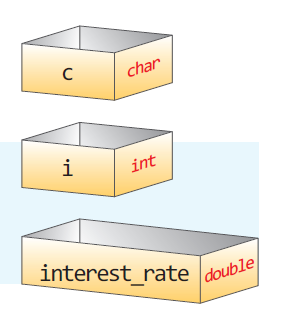 c char
i int
interest_rate double